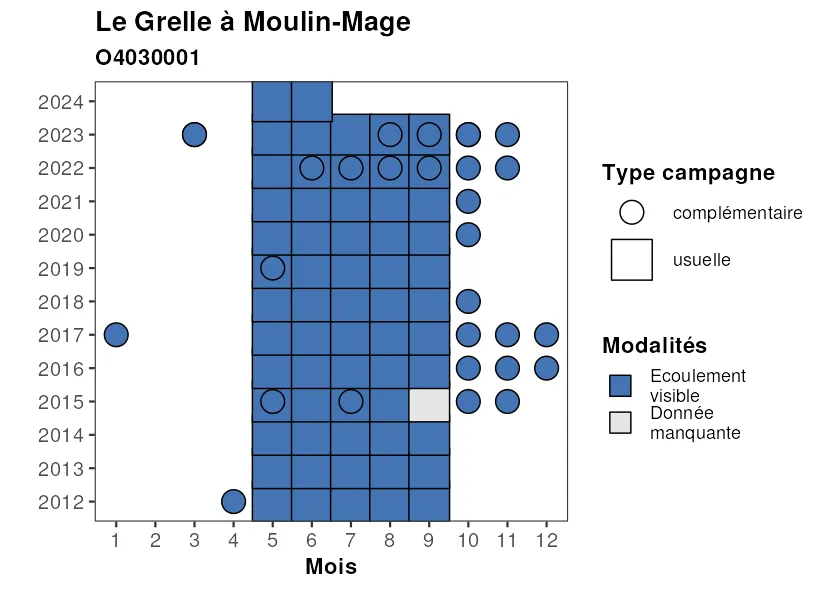 Le Grelle à Moulin-Mage
O4030001
2024
2023
2022
2021
2020
2019
2018
2017
2016
2015
2014
2013
2012
1 2 3 4 5 6 7 8 9 10 11 12
Mois
Type campagne
complémentaire
usuelle
Modalités
Ecoulement
visible
Donnée
manquante